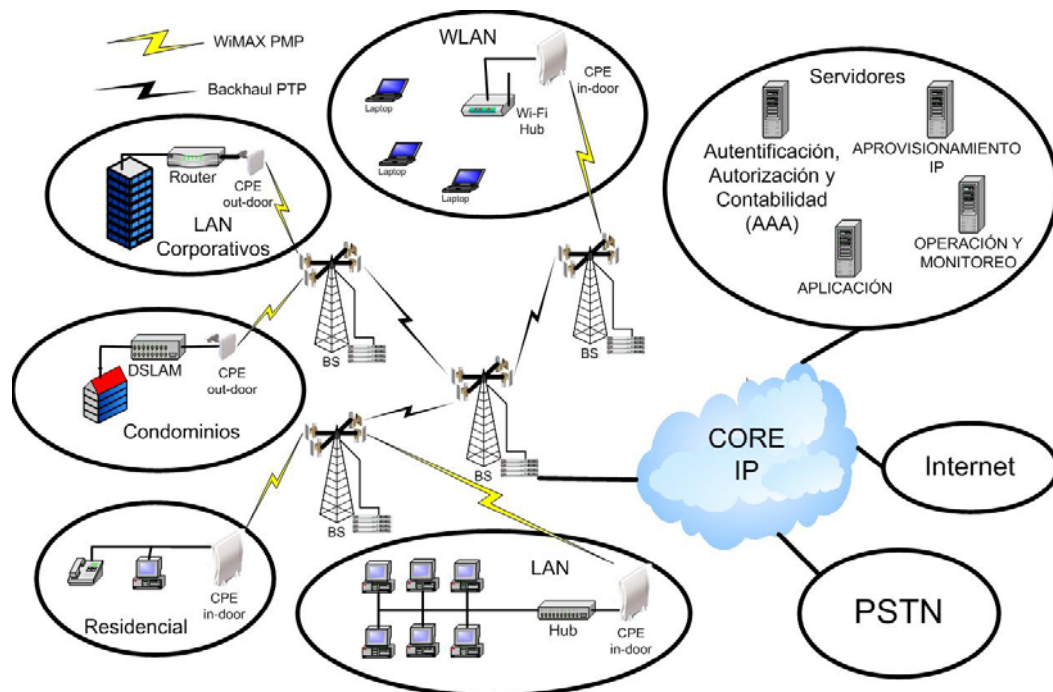 WiMAX PMP
Backhaul PTP
WLAN
CPE
in-door
Laptop
Wi-Fi
Hub
Laptop
Laptop
Servidores
Autentificación,
Autorización y
Contabilidad
(AAA)
APROVISIONAMIENTO
IP
OPERACIÓN Y
MONITOREO
APLICACIÓN
Router
CPE
out-door
LAN
Corporativos
BS
BS
DSLAM
CPE
out-door
Condominios
BS
BS
CORE
IP
Internet
PSTN
CPE
in-door
Residencial
LAN
Hub
CPE
in-door